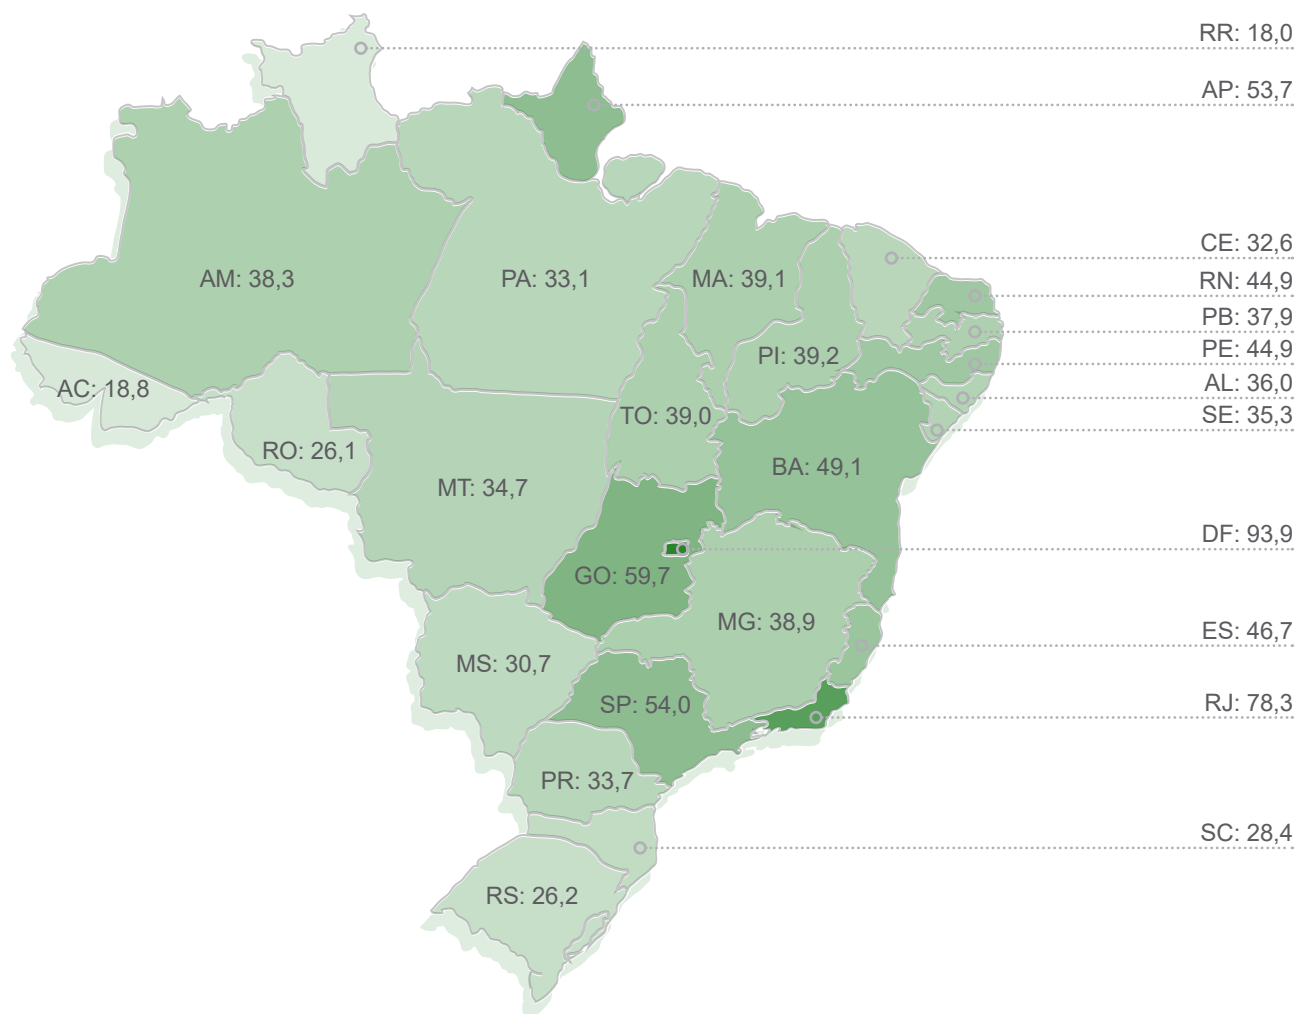 RR: 18,0
AP: 53,7
CE: 32,6
AM: 38,3
PA: 33,1
MA: 39,1
RN: 44,9
PB: 37,9
PE: 44,9
PI: 39,2
AC: 18,8
AL: 36,0
TO: 39,0
SE: 35,3
RO: 26,1
BA: 49,1
MT: 34,7
DF: 93,9
GO: 59,7
MG: 38,9
ES: 46,7
MS: 30,7
SP: 54,0
RJ: 78,3
PR: 33,7
SC: 28,4
RS: 26,2